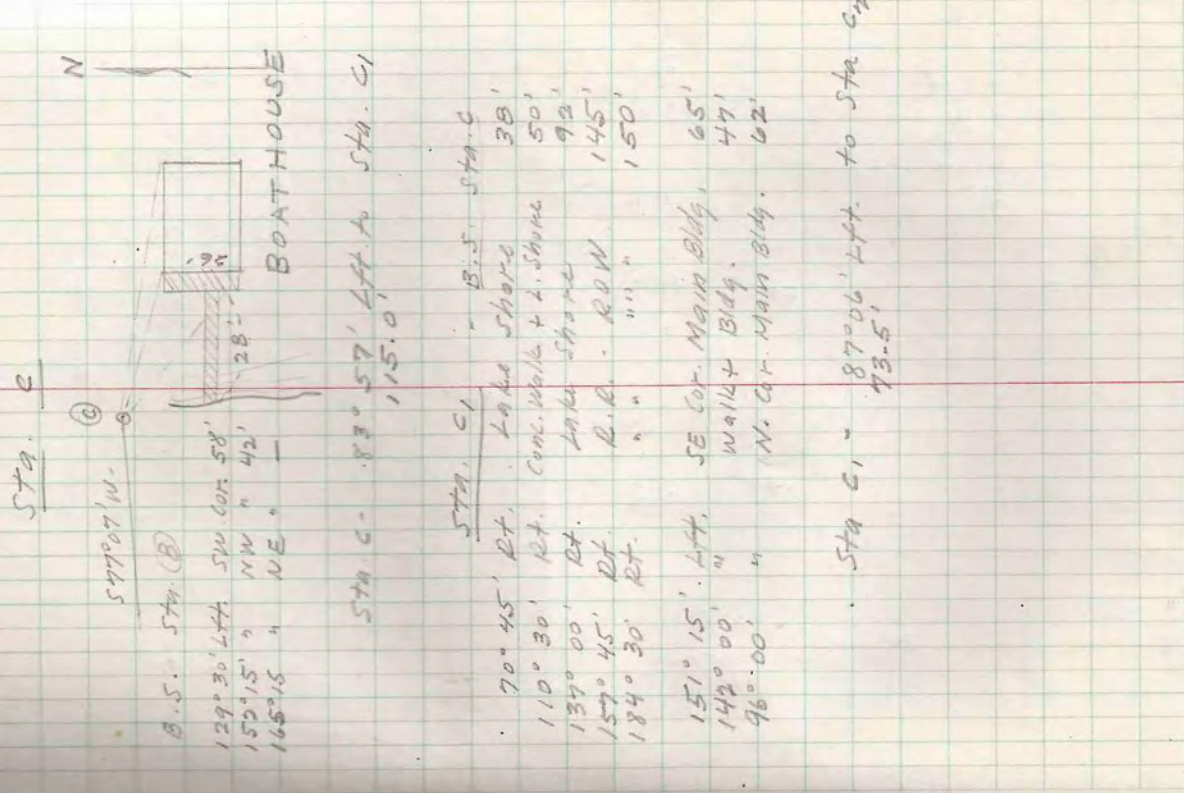 Sta. C
N
S77°07'W.
C
B.S. Sta. B
129° 30' Lft. SW. Cor. 58'
152° 15' " NW " 42'
165° 15 " NE " —
28'
26'
BOATHOUSE
Sta. C - 83° 57' Lft. to Sta. C1
115.0'
Sta. C1 - B.S. Sta. C
70° 45' Rt. Lake Shore 38'
110° 30' Rt. Conc. Walk + L. Shore 50'
137° 00' Rt. Lake Shore 92'
157° 45' Rt. R.R. ROW 145'
184° 30' Rt. " " " " 150'
151° 15' Lft. SE Cor. Main Bldg. 65'
142° 00' " Walk + Bldg. 47'
96° 00' " N. Cor. Main Bldg. 62'
Sta C1 - 87° 06' Lft. to Sta
73.5'